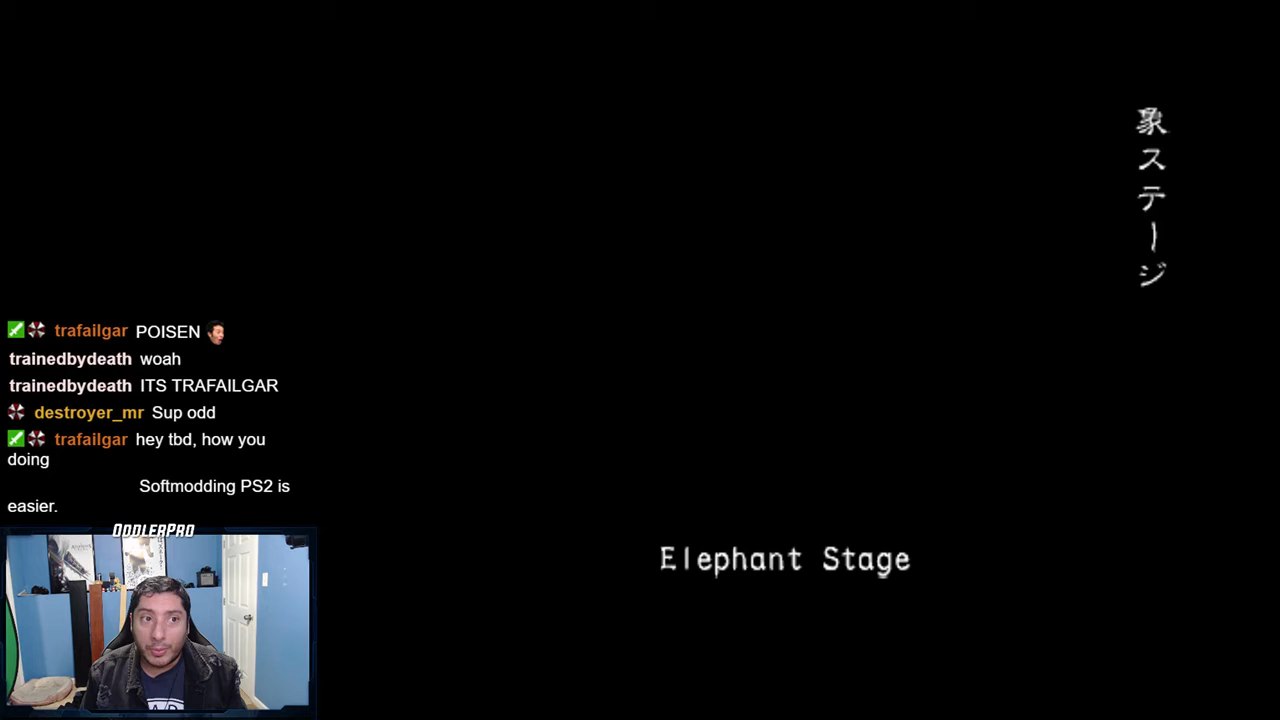 象ステージ
trafailgar POISEN
trainedbydeath woah
trainedbydeath ITS TRAFAILGAR
destroyer_mr Sup odd
trafailgar hey tbd, how you
doing
Softmodding PS2 is
easier.
ODDLERPRO
Elephant Stage